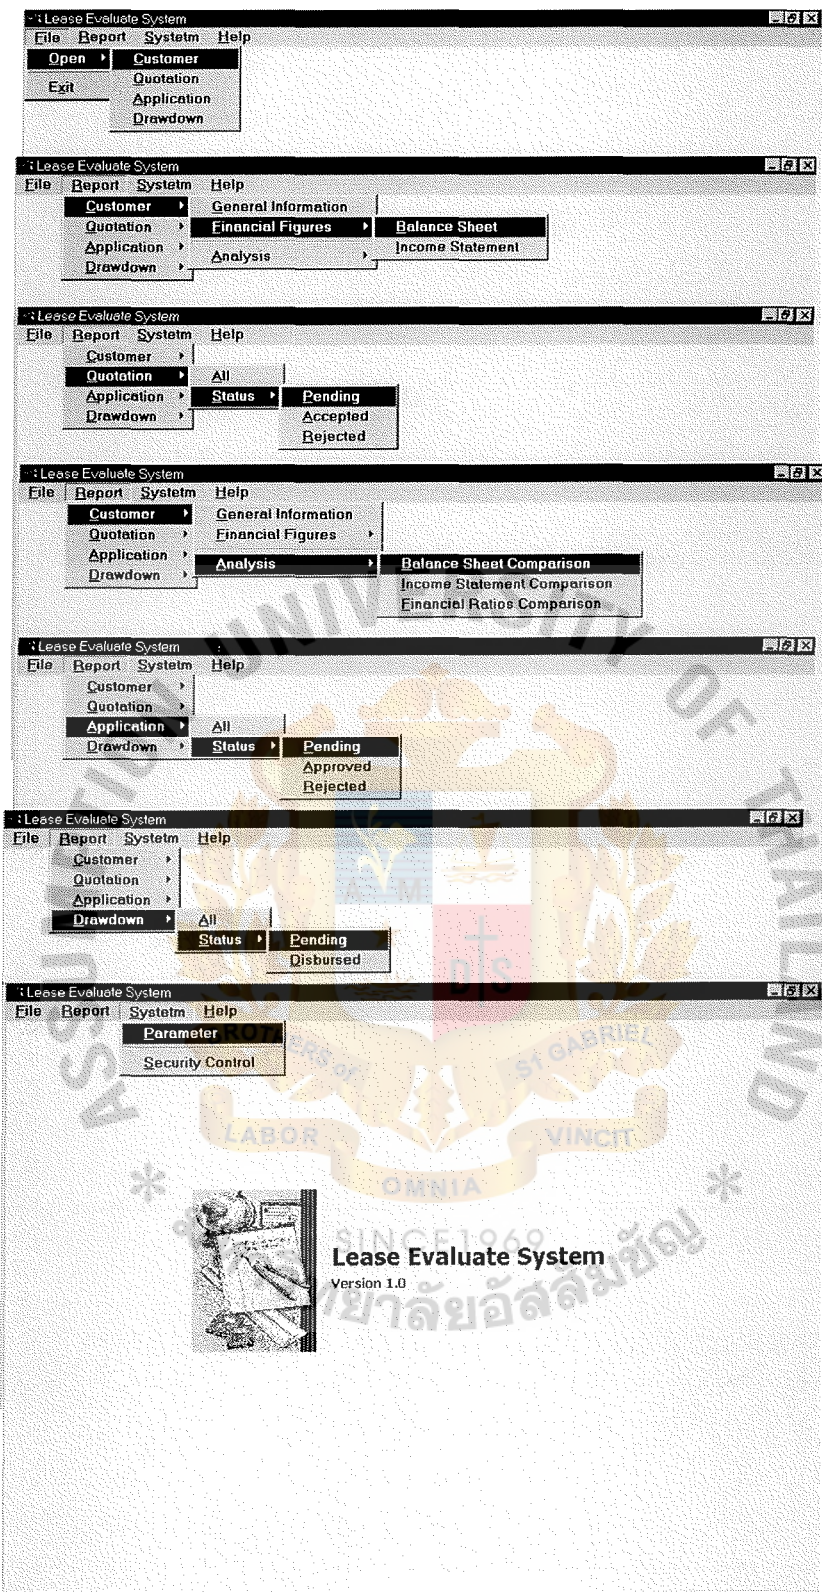 Lease Evaluate System
File Report Systetm Help
Open Customer
Quotation
Exit
Application
Drawdown
Lease Evaluate System
File Report Systetm Help
Customer General Information
Quotation Financial Figures Balance Sheet
Application Income Statement
Analysis
Drawdown
Lease Evaluate System
File Report Systetm Help
Customer
Quotation All
Application Status Pending
Drawdown Accepted
Rejected
Lease Evaluate System
File Report Systetm Help
Customer General Information
Quotation Financial Figures
Application Analysis Balance Sheet Comparison
Drawdown Income Statement Comparison
Financial Ratios Comparison
Lease Evaluate System
File Report Systetm Help
Customer
Quotation
Application All
Drawdown Status Pending
Approved
Rejected
Lease Evaluate System
File Report Systetm Help
Customer
Quotation
Application
Drawdown All
Status Pending
Disbursed
Lease Evaluate System
File Report Systetm Help
Parameter
Security Control
Lease Evaluate System
Version 1.0
ASSUMPTION UNIVERSITY OF THAILAND
A M
D S
ST GABRIEL
LABOR
VINCIT
OMNIA
SINCE 1969